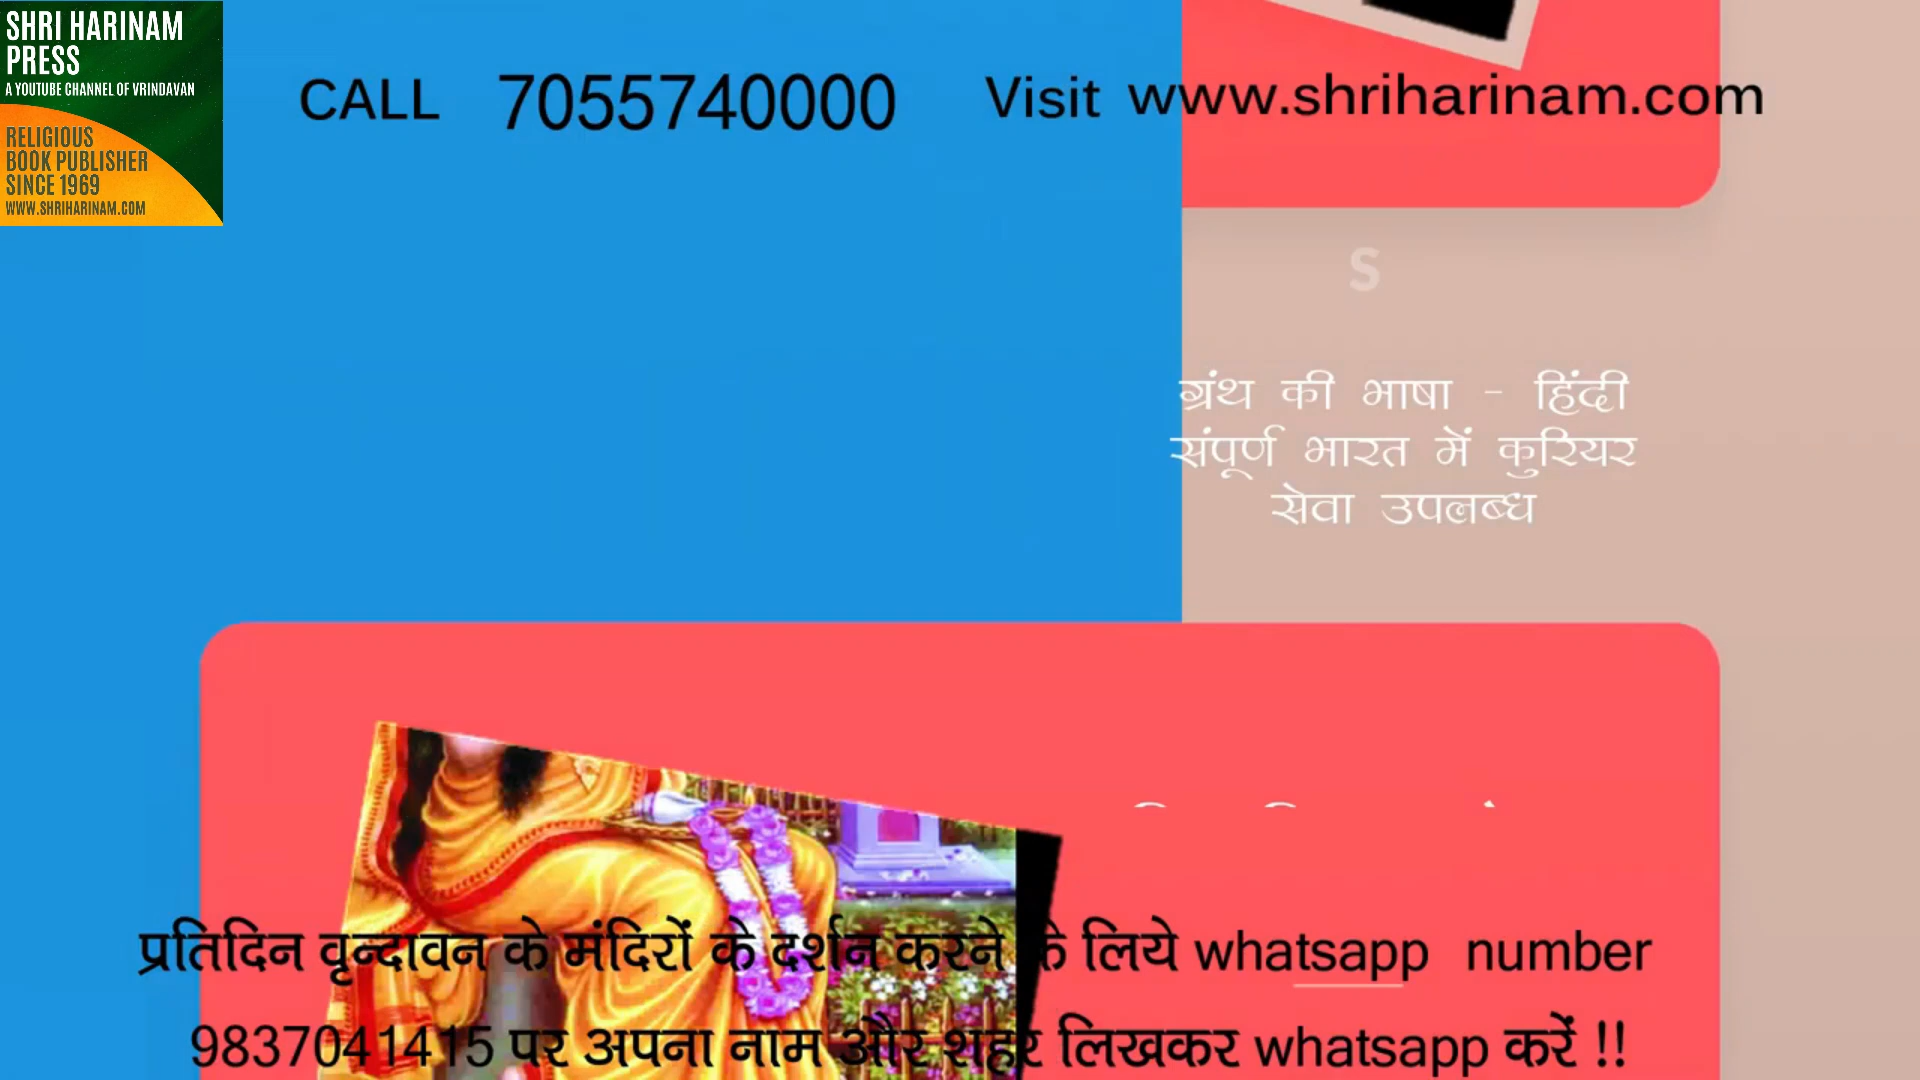 SHRI HARINAM
PRESS
A YOUTUBE CHANNEL OF VRINDAVAN
RELIGIOUS
BOOK PUBLISHER
SINCE 1969
WWW.SHRIHARINAM.COM
CALL 7055740000 Visit www.shriharinam.com
S
ग्रंथ की भाषा - हिंदी
संपूर्ण भारत में कुरियर
सेवा उपलब्ध
प्रतिदिन वृन्दावन के मंदिरों के दर्शन करने के लिये whatsapp number
9837041415 पर अपना नाम और शहर लिखकर whatsapp करें !!